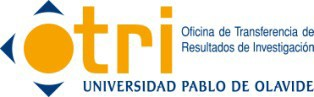 otri
Oficina de Transferencia de
Resultados de Investigación
UNIVERSIDAD PABLO DE OLAVIDE